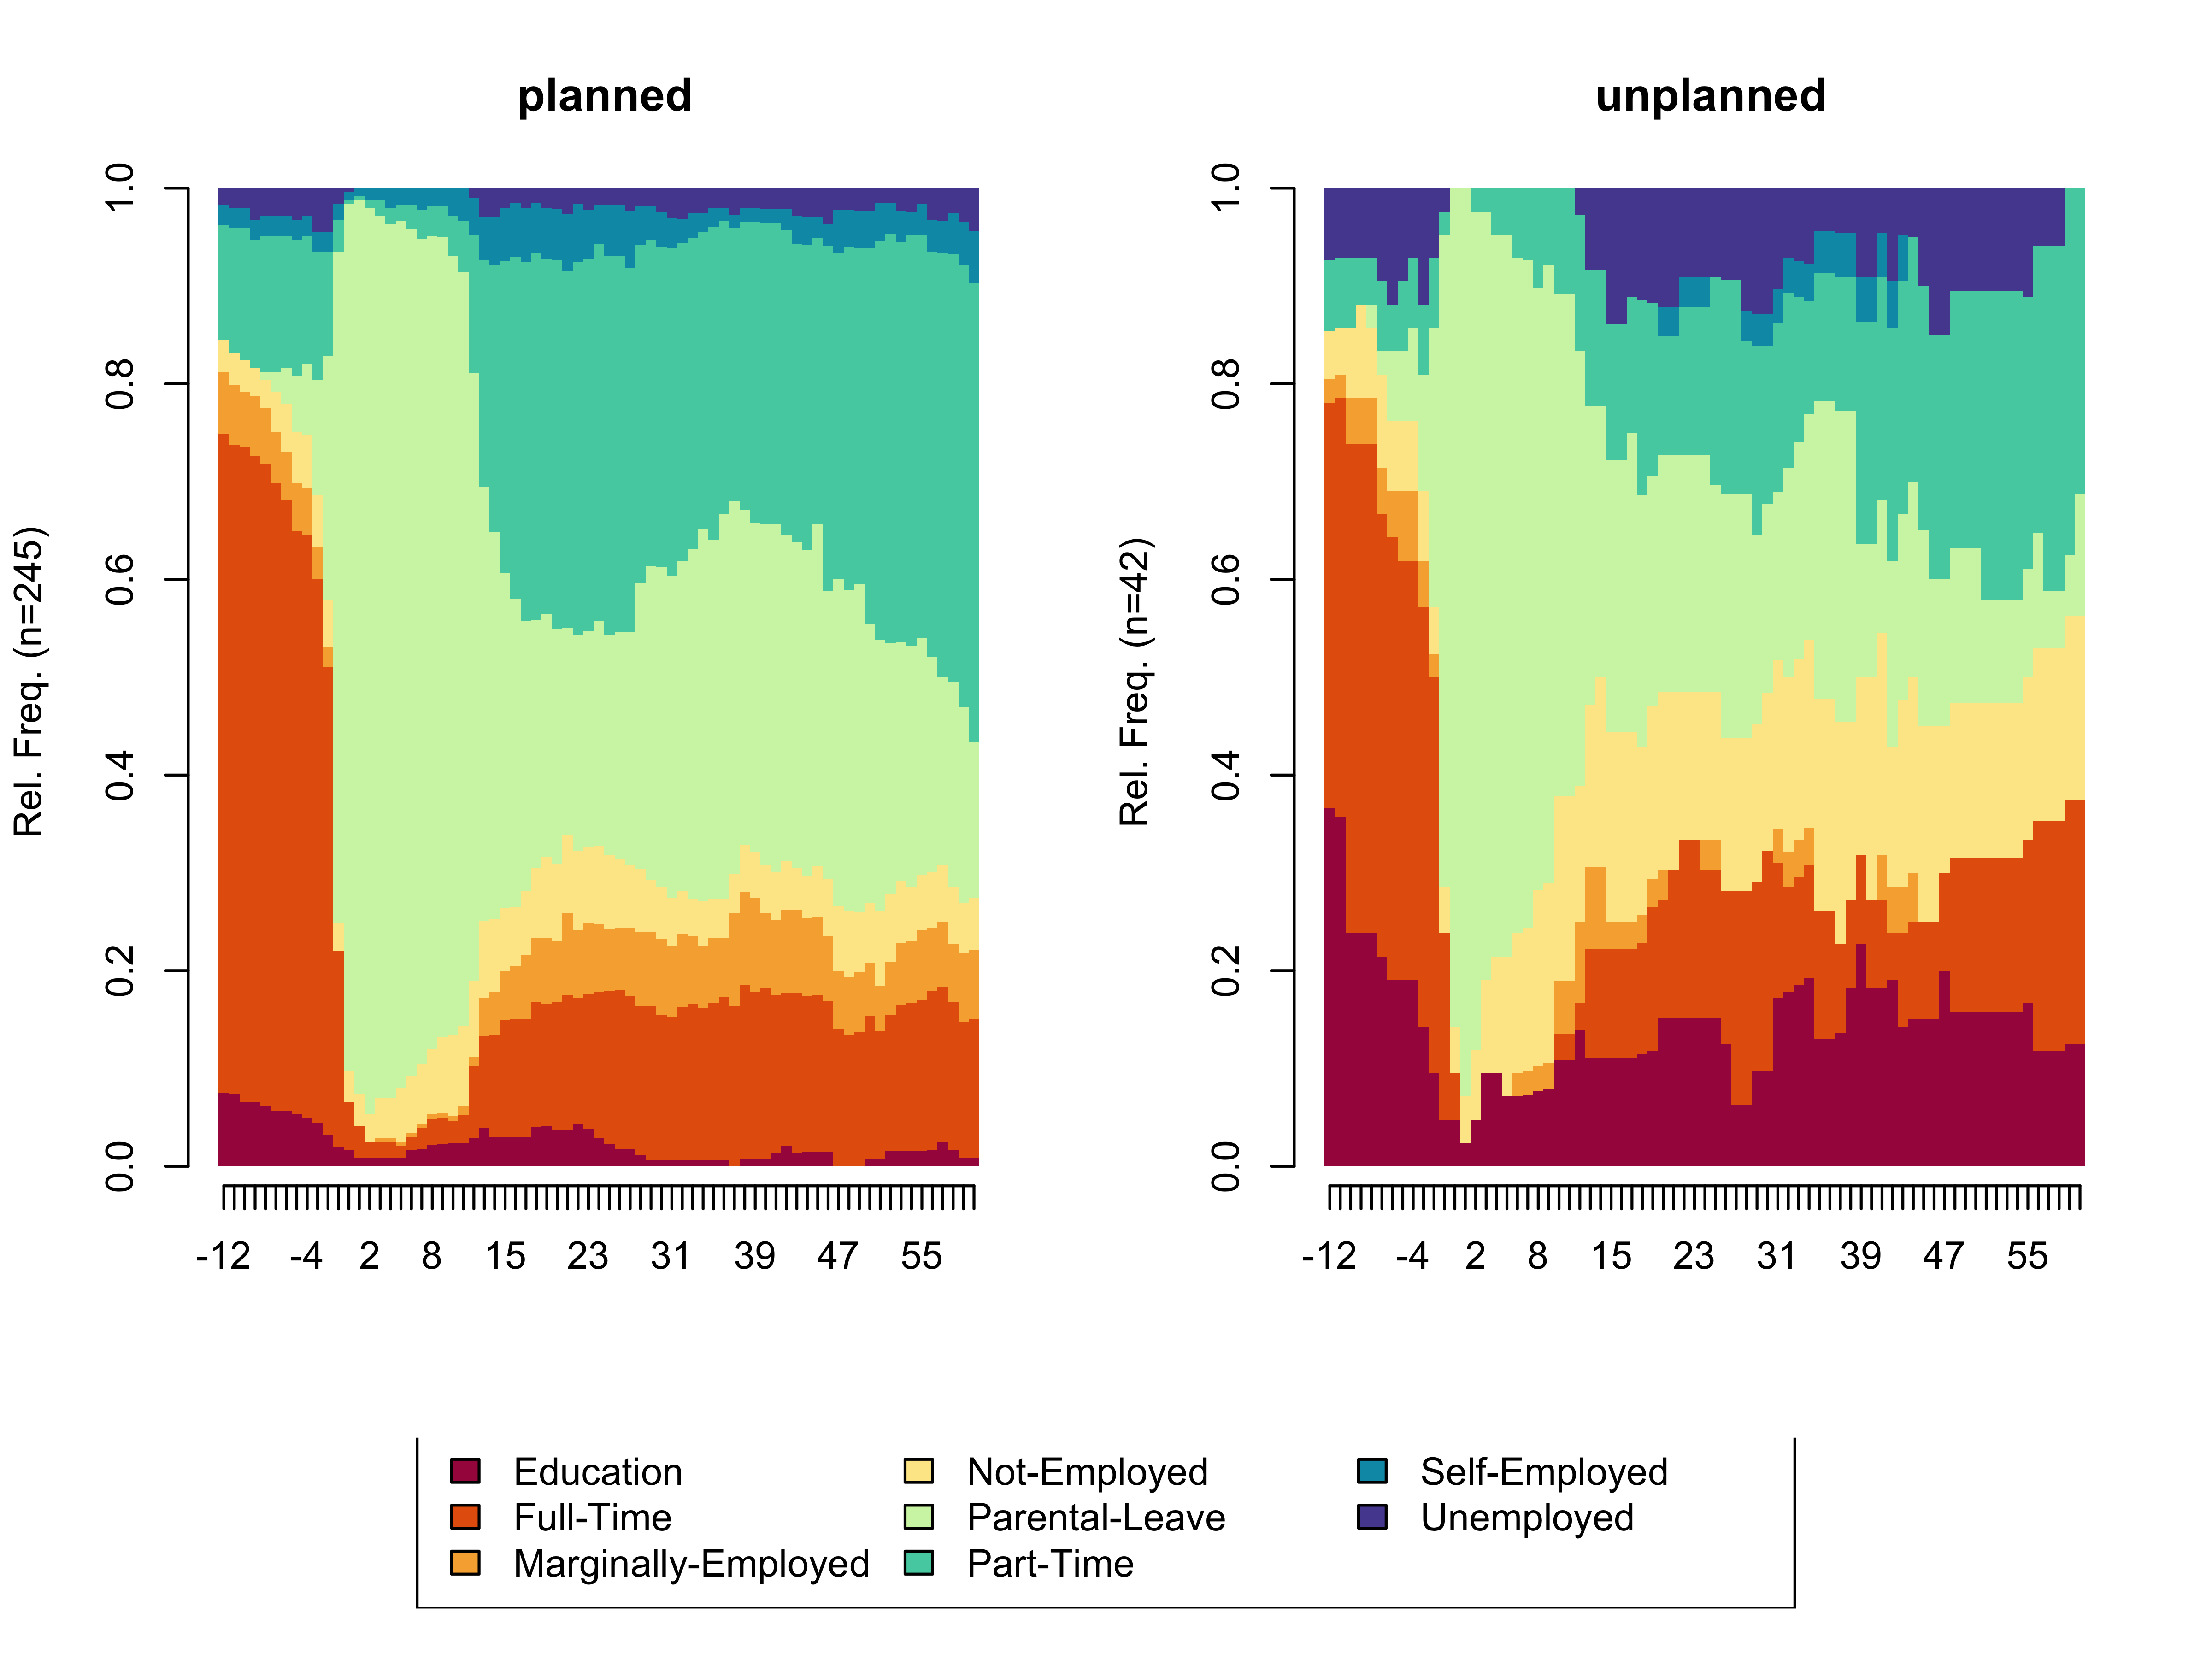 planned
unplanned
Rel. Freq. (n=245)
0.0 0.2 0.4 0.6 0.8 1.0
-12 -4 2 8 15 23 31 39 47 55
Rel. Freq. (n=42)
0.0 0.2 0.4 0.6 0.8 1.0
-12 -4 2 8 15 23 31 39 47 55
Education
Full-Time
Marginally-Employed
Not-Employed
Parental-Leave
Part-Time
Self-Employed
Unemployed